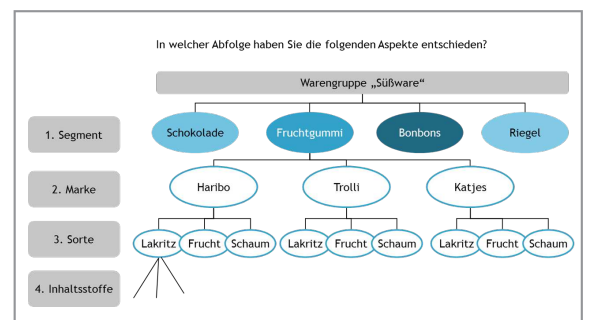 In welcher Abfolge haben Sie die folgenden Aspekte entschieden?
Warengruppe „Süßware“
1. Segment
Schokolade
Fruchtgummi
Bonbons
Riegel
2. Marke
Haribo
Trolli
Katjes
3. Sorte
Lakritz
Frucht
Schaum
Lakritz
Frucht
Schaum
Lakritz
Frucht
Schaum
4. Inhaltsstoffe